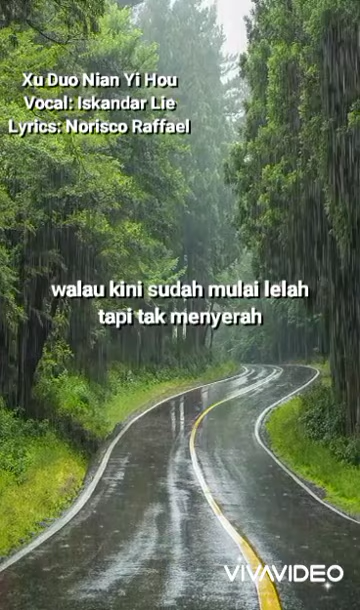 Xu Duo Nian Yi Hou
Vocal: Iskandar Lie
Lyrics: Norisco Raffael
walau kini sudah mulai lelah
tapi tak menyerah
VIVAVIDEO